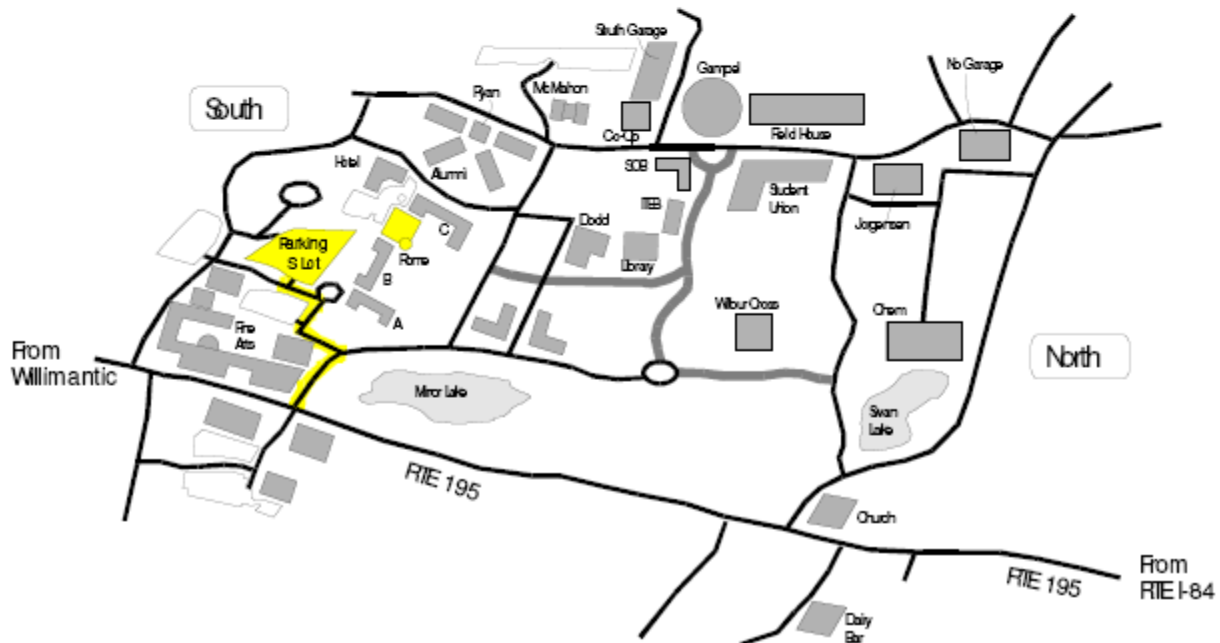 South Garage
Gampel
No Garage
McMahon
Ryan
South
Co-Op
Field House
Hotel
Alumni
SOB
Student
Union
ITEB
Dodd
C
Jorgensen
Parking
S Lot
Rome
Library
B
Wilbur Cross
Chem
A
Fine
Arts
From
Willimantic
North
Mirror Lake
Swan
Lake
RTE 195
Church
From
RTE I-84
RTE 195
Dairy
Bar